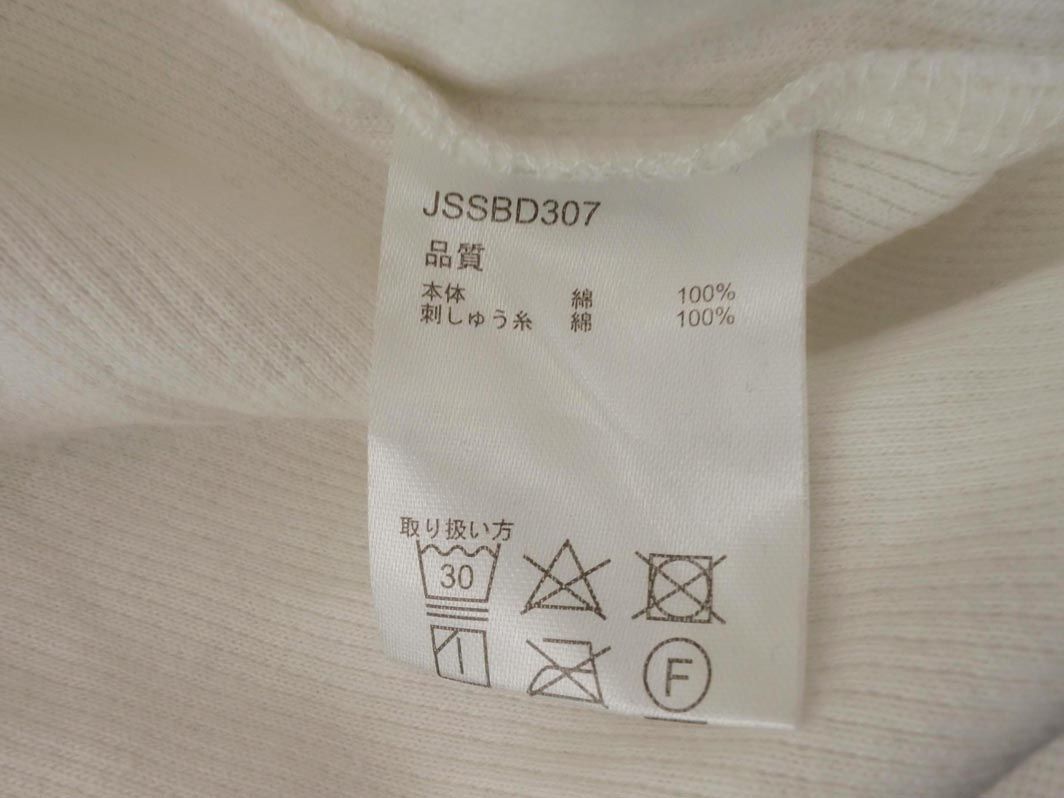 JSSBD307
品質
本体 綿 100%
刺しゅう糸 綿 100%
取り扱い方
30
F